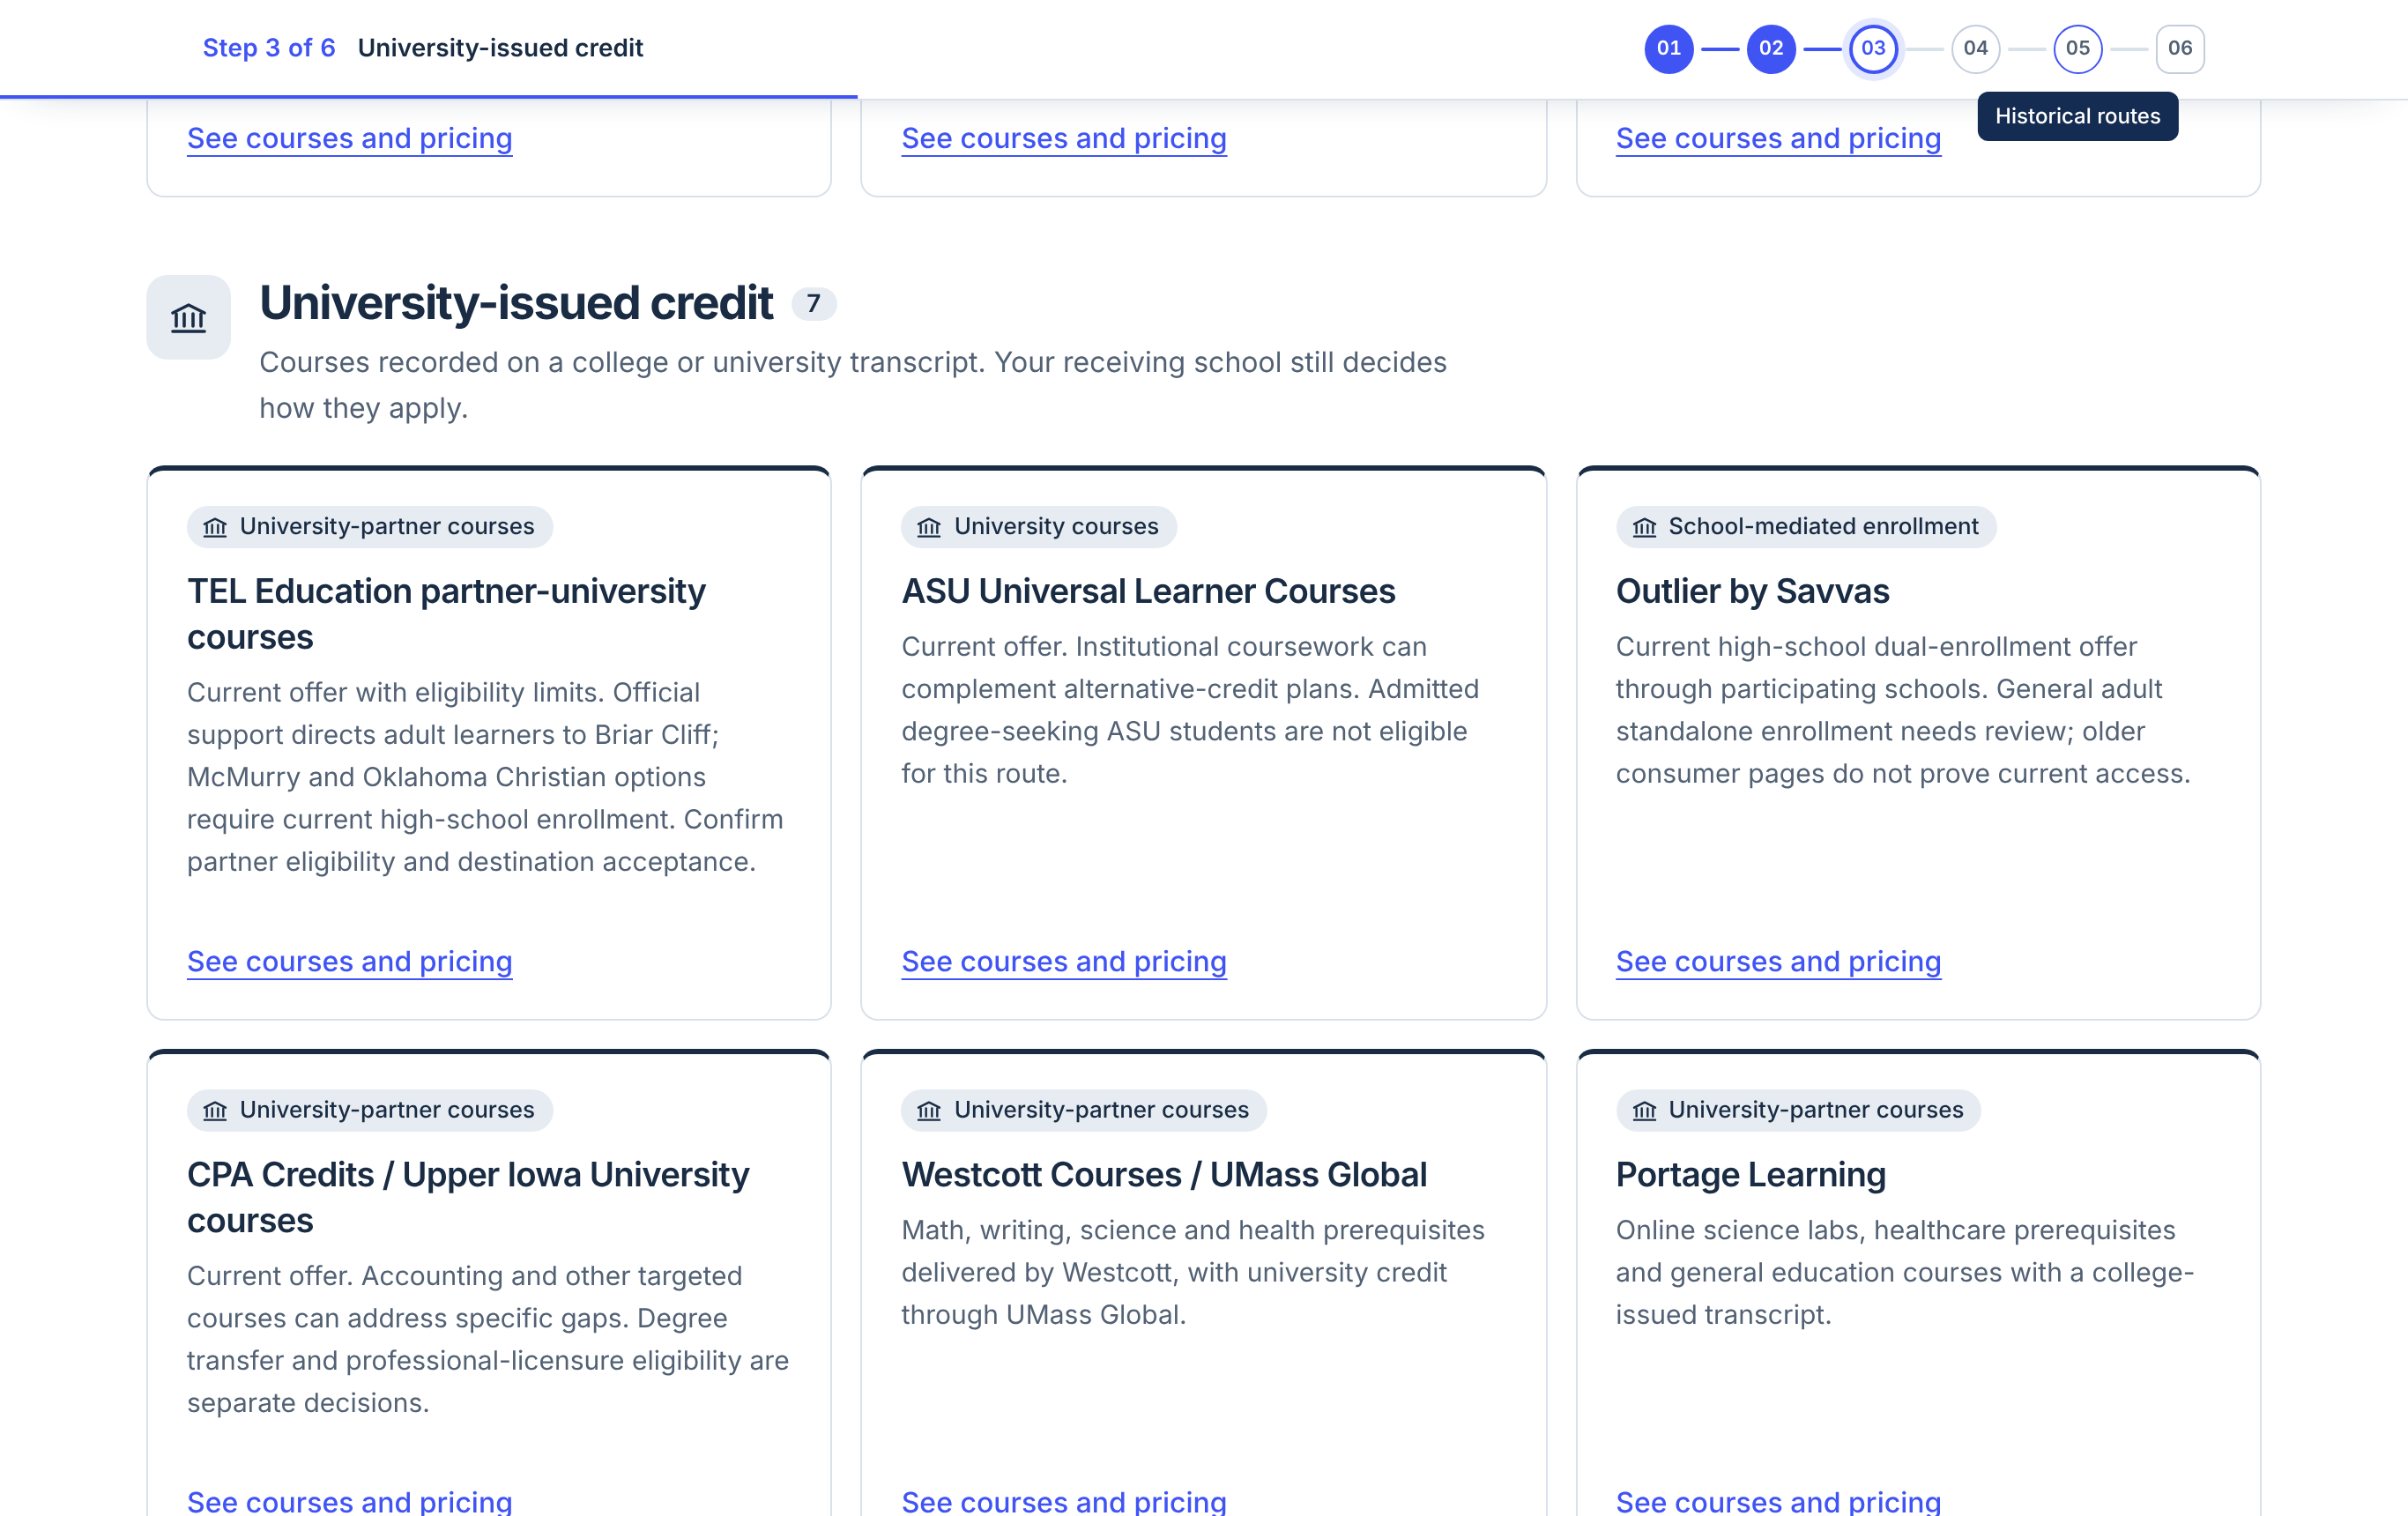 Step 3 of 6 University-issued credit
01 02 03 04 05 06
Historical routes
See courses and pricing
See courses and pricing
See courses and pricing
University-issued credit 7
Courses recorded on a college or university transcript. Your receiving school still decides
how they apply.
University-partner courses
TEL Education partner-university
courses
Current offer with eligibility limits. Official
support directs adult learners to Briar Cliff;
McMurry and Oklahoma Christian options
require current high-school enrollment. Confirm
partner eligibility and destination acceptance.
See courses and pricing
University courses
ASU Universal Learner Courses
Current offer. Institutional coursework can
complement alternative-credit plans. Admitted
degree-seeking ASU students are not eligible
for this route.
See courses and pricing
School-mediated enrollment
Outlier by Savvas
Current high-school dual-enrollment offer
through participating schools. General adult
standalone enrollment needs review; older
consumer pages do not prove current access.
See courses and pricing
University-partner courses
CPA Credits / Upper Iowa University
courses
Current offer. Accounting and other targeted
courses can address specific gaps. Degree
transfer and professional-licensure eligibility are
separate decisions.
See courses and pricing
University-partner courses
Westcott Courses / UMass Global
Math, writing, science and health prerequisites
delivered by Westcott, with university credit
through UMass Global.
See courses and pricing
University-partner courses
Portage Learning
Online science labs, healthcare prerequisites
and general education courses with a college-
issued transcript.
See courses and pricing